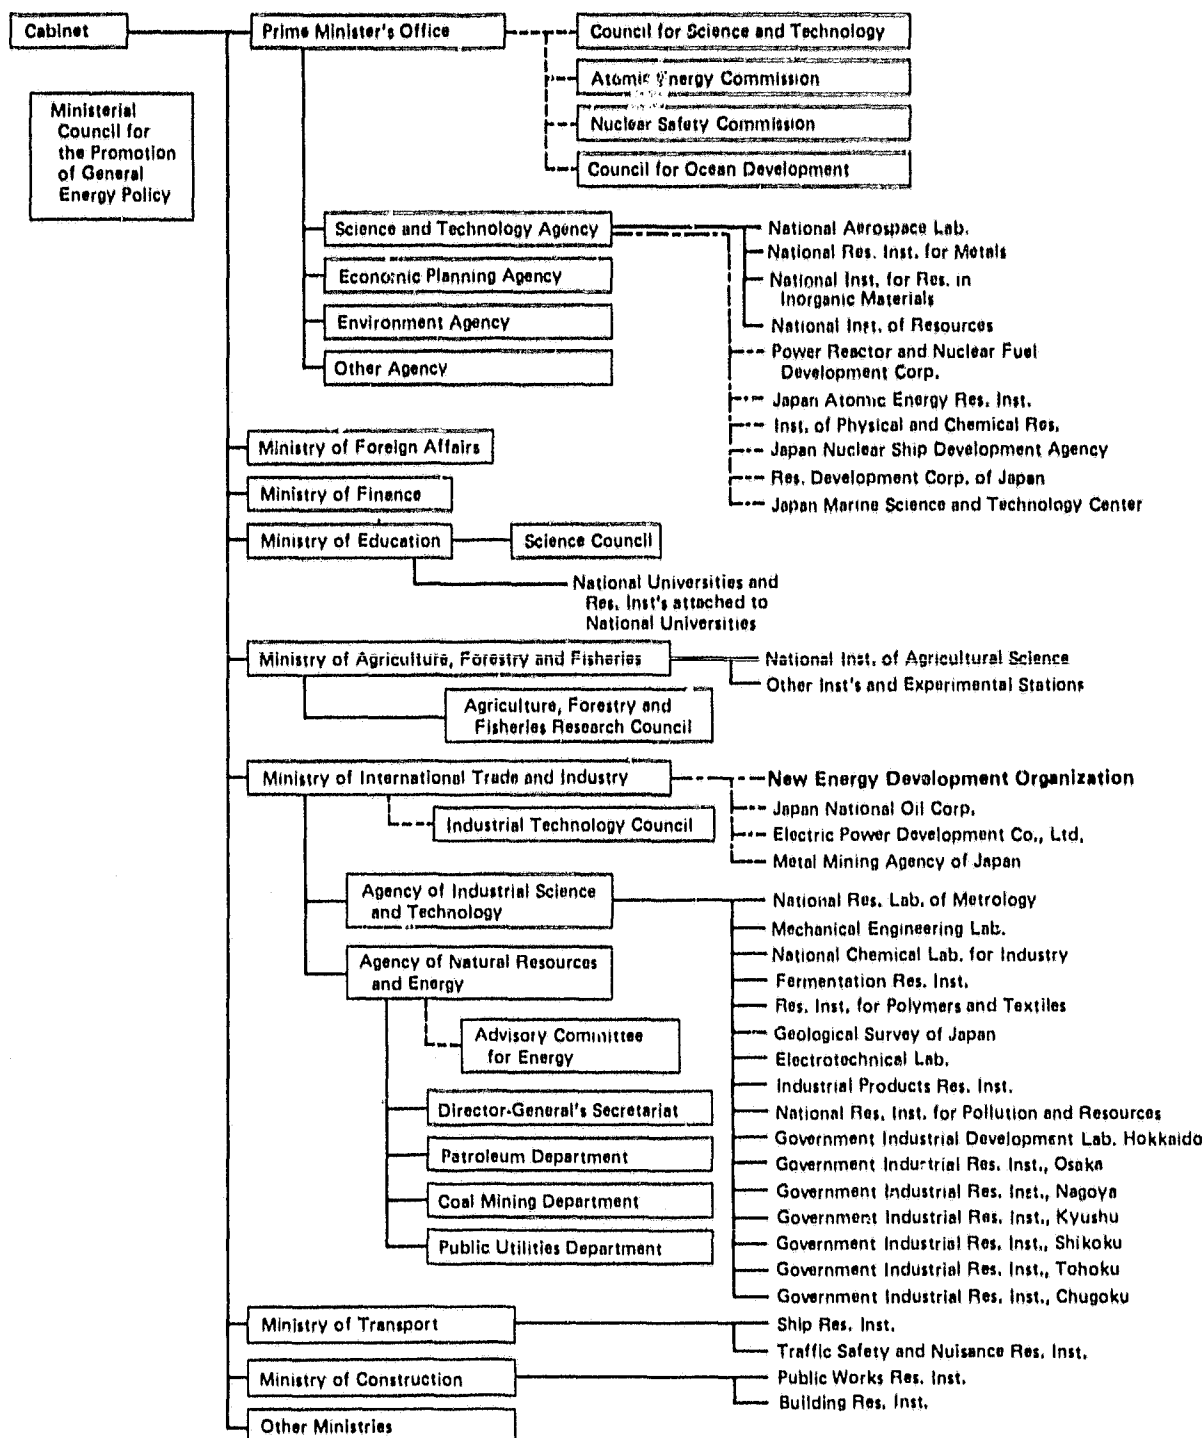 Cabinet
Prime Minister's Office
Council for Science and Technology
Atomic Energy Commission
Nuclear Safety Commission
Council for Ocean Development
Ministerial
Council for
the Promotion
of General
Energy Policy
Science and Technology Agency
Economic Planning Agency
Environment Agency
Other Agency
National Aerospace Lab.
National Res. Inst. for Metals
National Inst. for Res. in
Inorganic Materials
National Inst. of Resources
Power Reactor and Nuclear Fuel
Development Corp.
Japan Atomic Energy Res. Inst.
Inst. of Physical and Chemical Res.
Japan Nuclear Ship Development Agency
Res. Development Corp. of Japan
Japan Marine Science and Technology Center
Ministry of Foreign Affairs
Ministry of Finance
Ministry of Education
Science Council
National Universities and
Res. Inst's attached to
National Universities
Ministry of Agriculture, Forestry and Fisheries
National Inst. of Agricultural Science
Other Inst's and Experimental Stations
Agriculture, Forestry and
Fisheries Research Council
Ministry of International Trade and Industry
New Energy Development Organization
Japan National Oil Corp.
Electric Power Development Co., Ltd.
Metal Mining Agency of Japan
Industrial Technology Council
Agency of Industrial Science
and Technology
National Res. Lab. of Metrology
Mechanical Engineering Lab.
National Chemical Lab. for Industry
Fermentation Res. Inst.
Res. Inst. for Polymers and Textiles
Geological Survey of Japan
Electrotechnical Lab.
Industrial Products Res. Inst.
National Res. Inst. for Pollution and Resources
Government Industrial Development Lab. Hokkaido
Government Industrial Res. Inst., Osaka
Government Industrial Res. Inst., Nagoya
Government Industrial Res. Inst., Kyushu
Government Industrial Res. Inst., Shikoku
Government Industrial Res. Inst., Tohoku
Government Industrial Res. Inst., Chugoku
Agency of Natural Resources
and Energy
Advisory Committee
for Energy
Director-General's Secretariat
Patroleum Department
Coal Mining Department
Public Utilities Department
Ministry of Transport
Ship Res. Inst.
Traffic Safety and Nuisance Res. Inst.
Ministry of Construction
Public Works Res. Inst.
Building Res. Inst.
Other Ministries